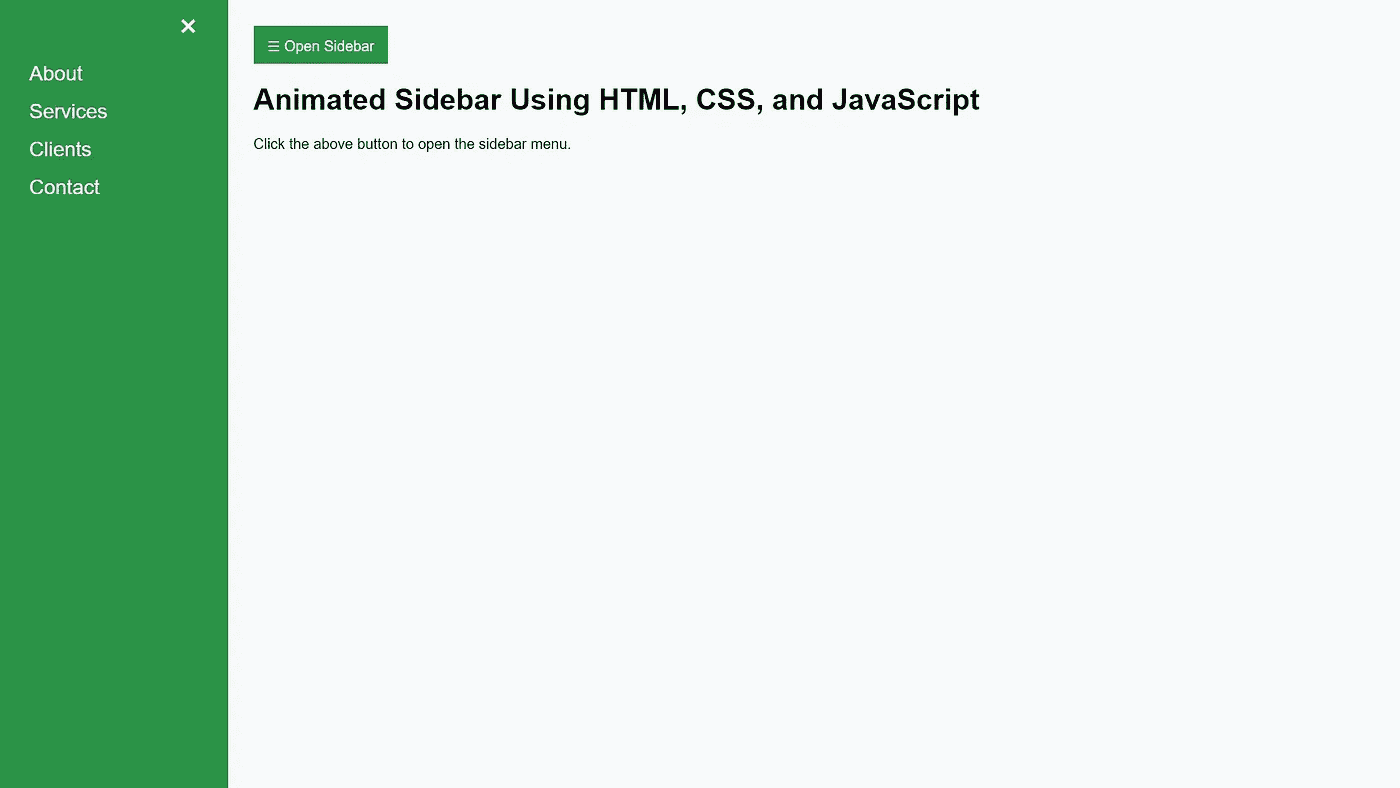 ×
About
Services
Clients
Contact
☰ Open Sidebar
Animated Sidebar Using HTML, CSS, and JavaScript
Click the above button to open the sidebar menu.